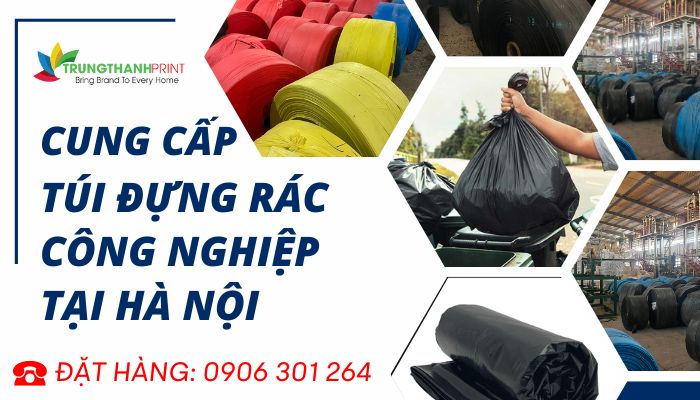 TRUNGTHANHPRINT
Bring Brand To Every Home
CUNG CẤP
TÚI ĐỰNG RÁC
CÔNG NGHIỆP
TẠI HÀ NỘI
ĐẶT HÀNG: 0906 301 264